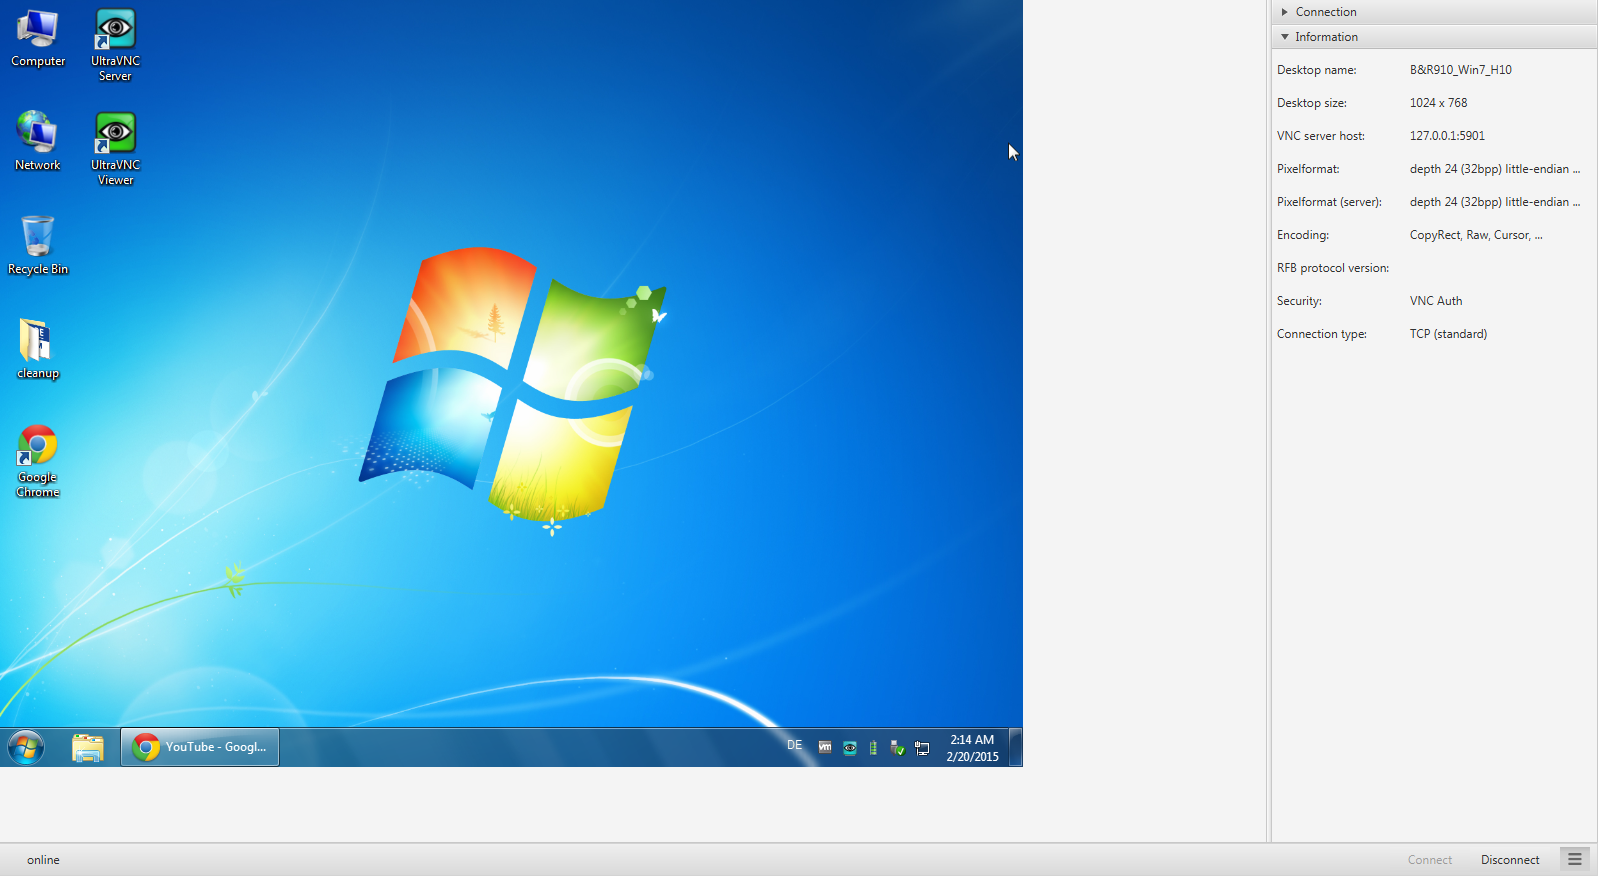 Computer
UltraVNC
Server
Network
UltraVNC
Viewer
Recycle Bin
cleanup
Google
Chrome
YouTube - Googl...
DE
vm
2:14 AM
2/20/2015
Connection
Information
Desktop name: B&R910_Win7_H10
Desktop size: 1024 x 768
VNC server host: 127.0.0.1:5901
Pixelformat: depth 24 (32bpp) little-endian ...
Pixelformat (server): depth 24 (32bpp) little-endian ...
Encoding: CopyRect, Raw, Cursor, ...
RFB protocol version:
Security: VNC Auth
Connection type: TCP (standard)
online
Connect
Disconnect